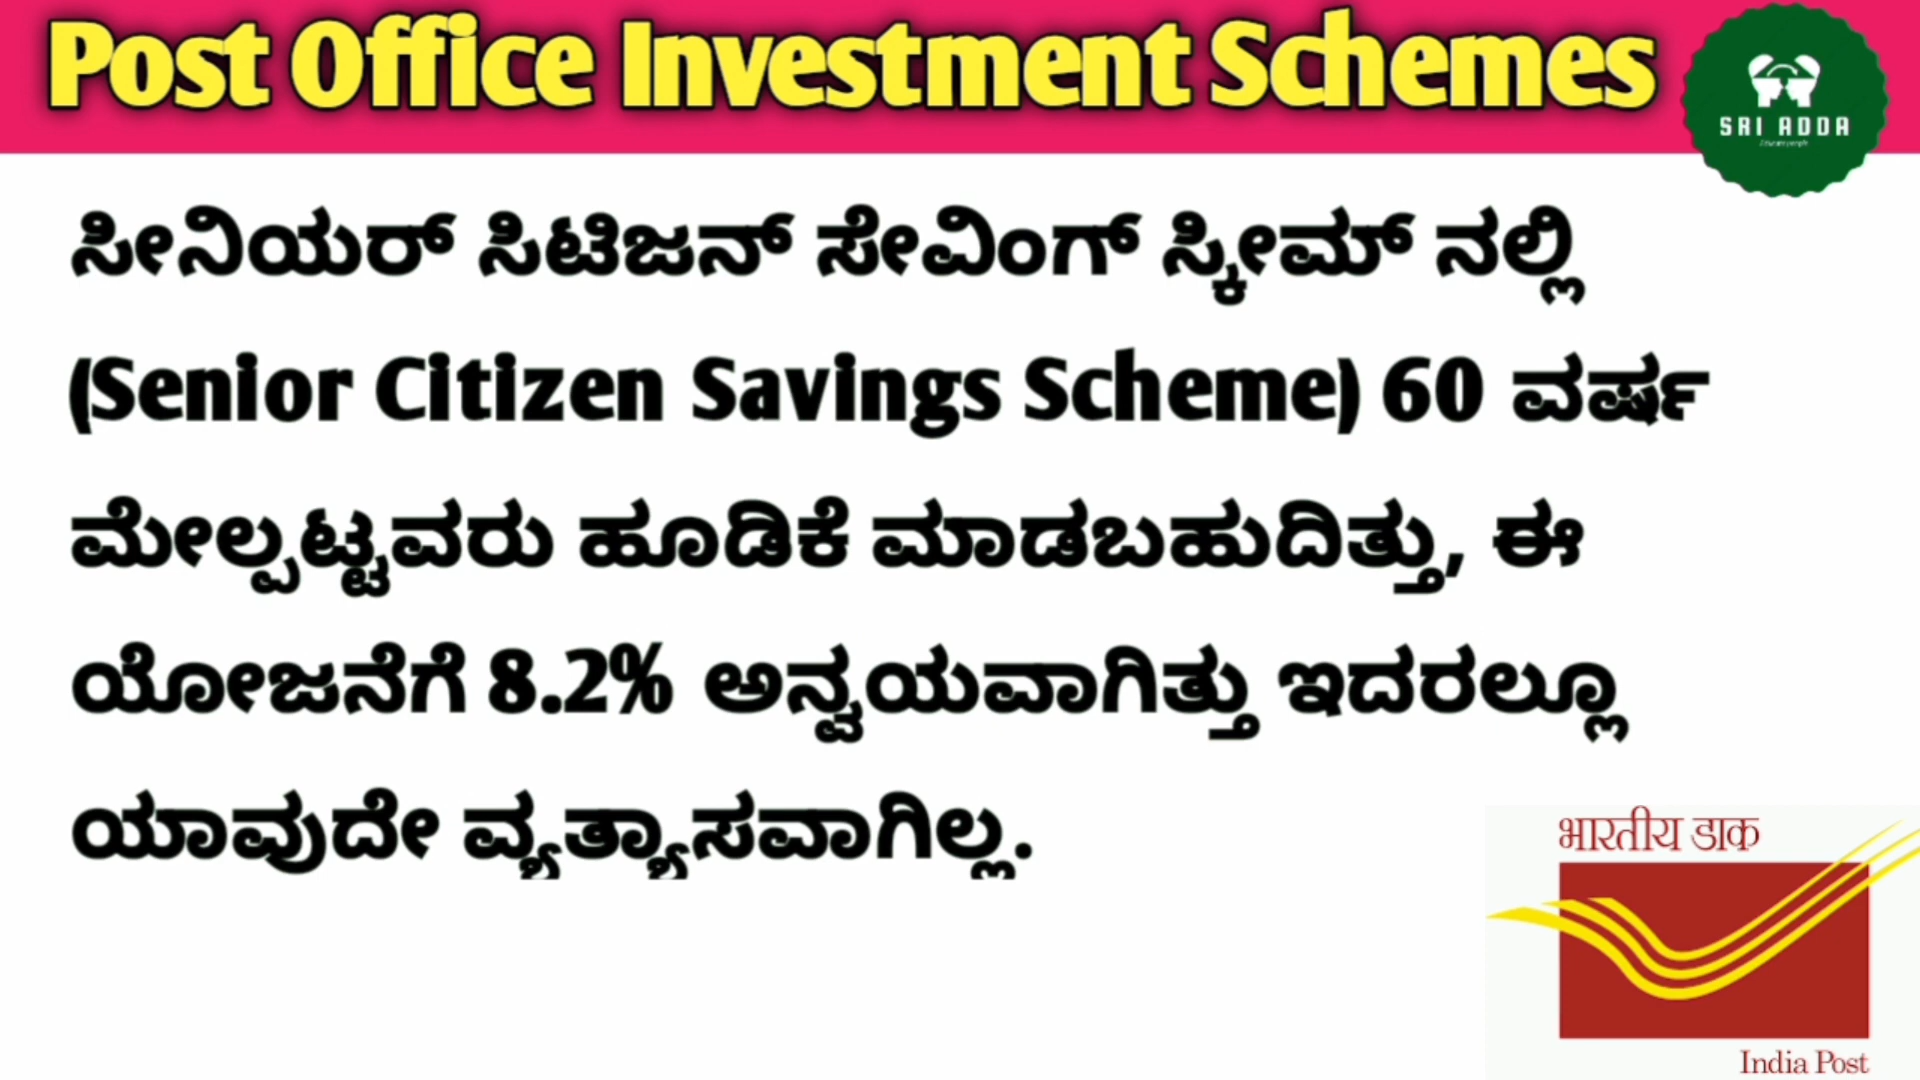 Post Office Investment Schemes
SRI ADDA
ಸೀನಿಯರ್ ಸಿಟಿಜನ್ ಸೇವಿಂಗ್ ಸ್ಕೀಮ್ ನಲ್ಲಿ
(Senior Citizen Savings Scheme) 60 ವರ್ಷ
ಮೇಲ್ಪಟ್ಟವರು ಹೂಡಿಕೆ ಮಾಡಬಹುದಿತ್ತು, ಈ
ಯೋಜನೆಗೆ 8.2% ಅನ್ವಯವಾಗಿತ್ತು ಇದರಲ್ಲೂ
ಯಾವುದೇ ವ್ಯತ್ಯಾಸವಾಗಿಲ್ಲ.
भारतीय डाक
India Post